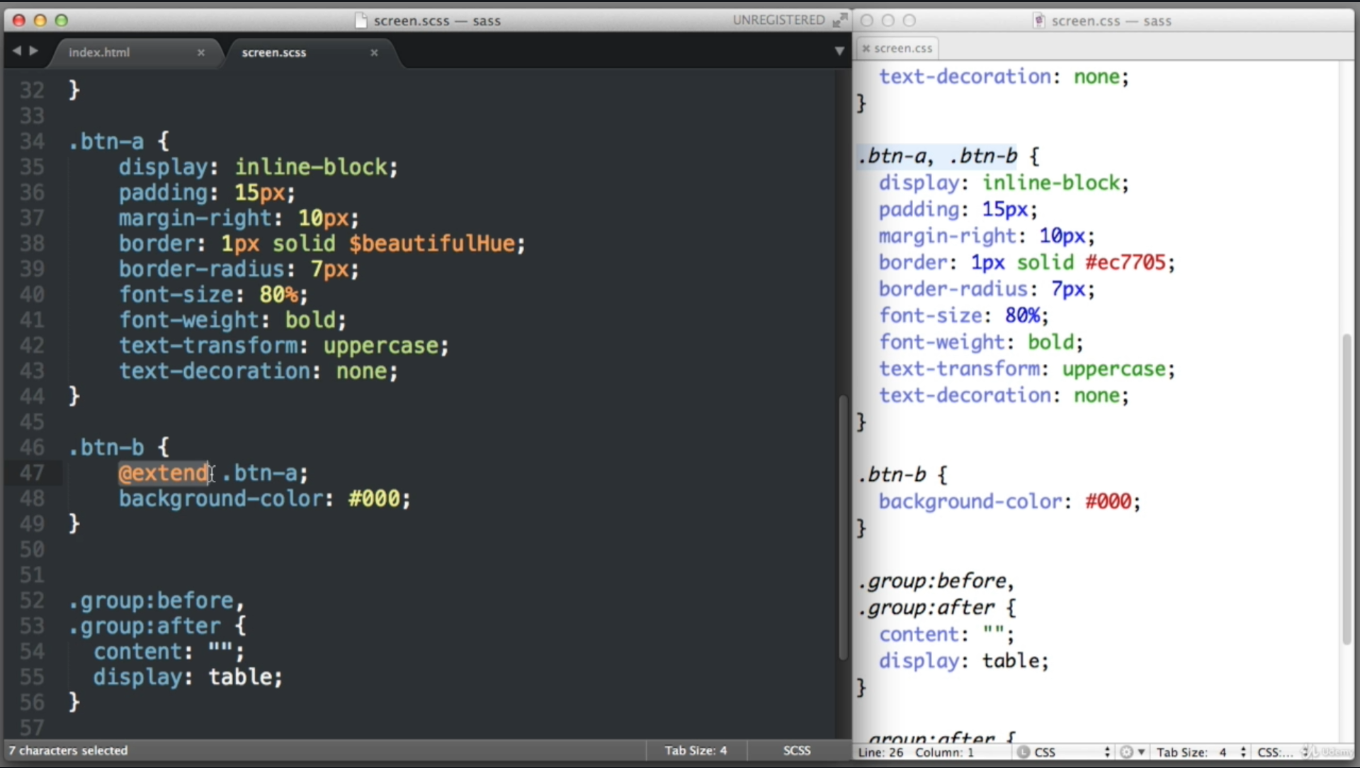 screen.scss — sass
UNREGISTERED
index.html
screen.scss
32 }
33
34 .btn-a {
35 display: inline-block;
36 padding: 15px;
37 margin-right: 10px;
38 border: 1px solid $beautifulHue;
39 border-radius: 7px;
40 font-size: 80%;
41 font-weight: bold;
42 text-transform: uppercase;
43 text-decoration: none;
44 }
45
46 .btn-b {
47 @extend .btn-a;
48 background-color: #000;
49 }
50
51
52 .group:before,
53 .group:after {
54 content: "";
55 display: table;
56 }
57
7 characters selected
Tab Size: 4
SCSS
screen.css — sass
screen.css
text-decoration: none;
}
.btn-a, .btn-b {
display: inline-block;
padding: 15px;
margin-right: 10px;
border: 1px solid #ec7705;
border-radius: 7px;
font-size: 80%;
font-weight: bold;
text-transform: uppercase;
text-decoration: none;
}
.btn-b {
background-color: #000;
}
.group:before,
.group:after {
content: "";
display: table;
}
.group:after {
Line: 26 Column: 1
CSS
Tab Size: 4
CSS:...
Udemy